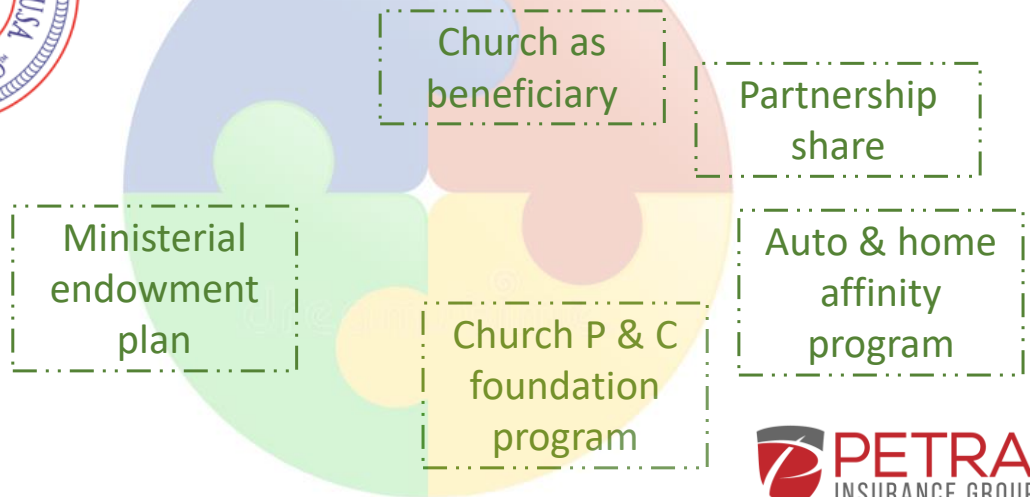 U.S.A
Church as
beneficiary
Partnership
share
Ministerial
endowment
plan
Auto & home
affinity
program
Church P & C
foundation
program
PETRA
INSURANCE GROUP